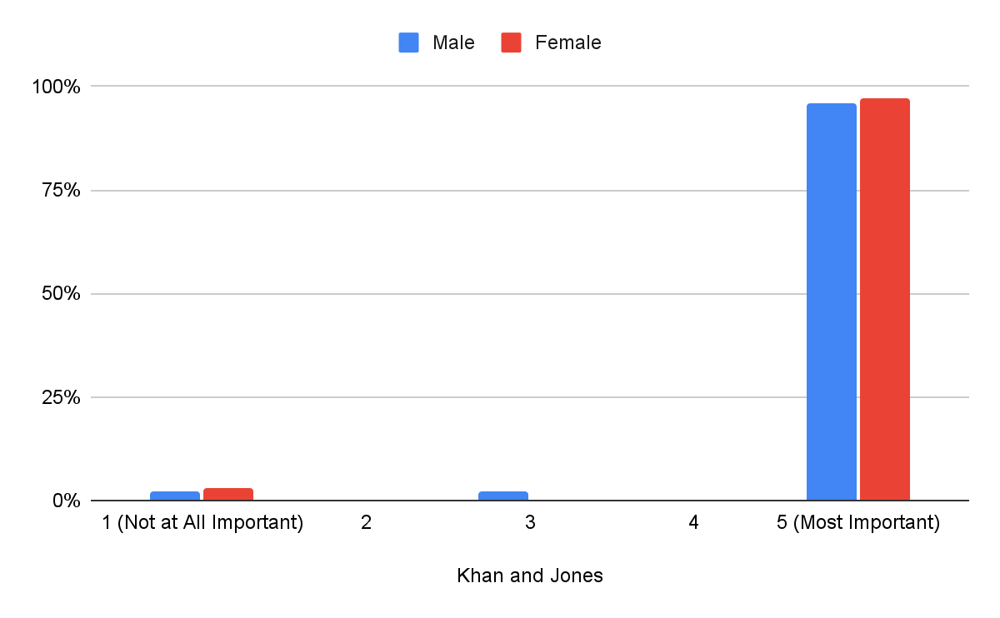 Male Female
100%
75%
50%
25%
0%
1 (Not at All Important) 2 3 4 5 (Most Important)
Khan and Jones